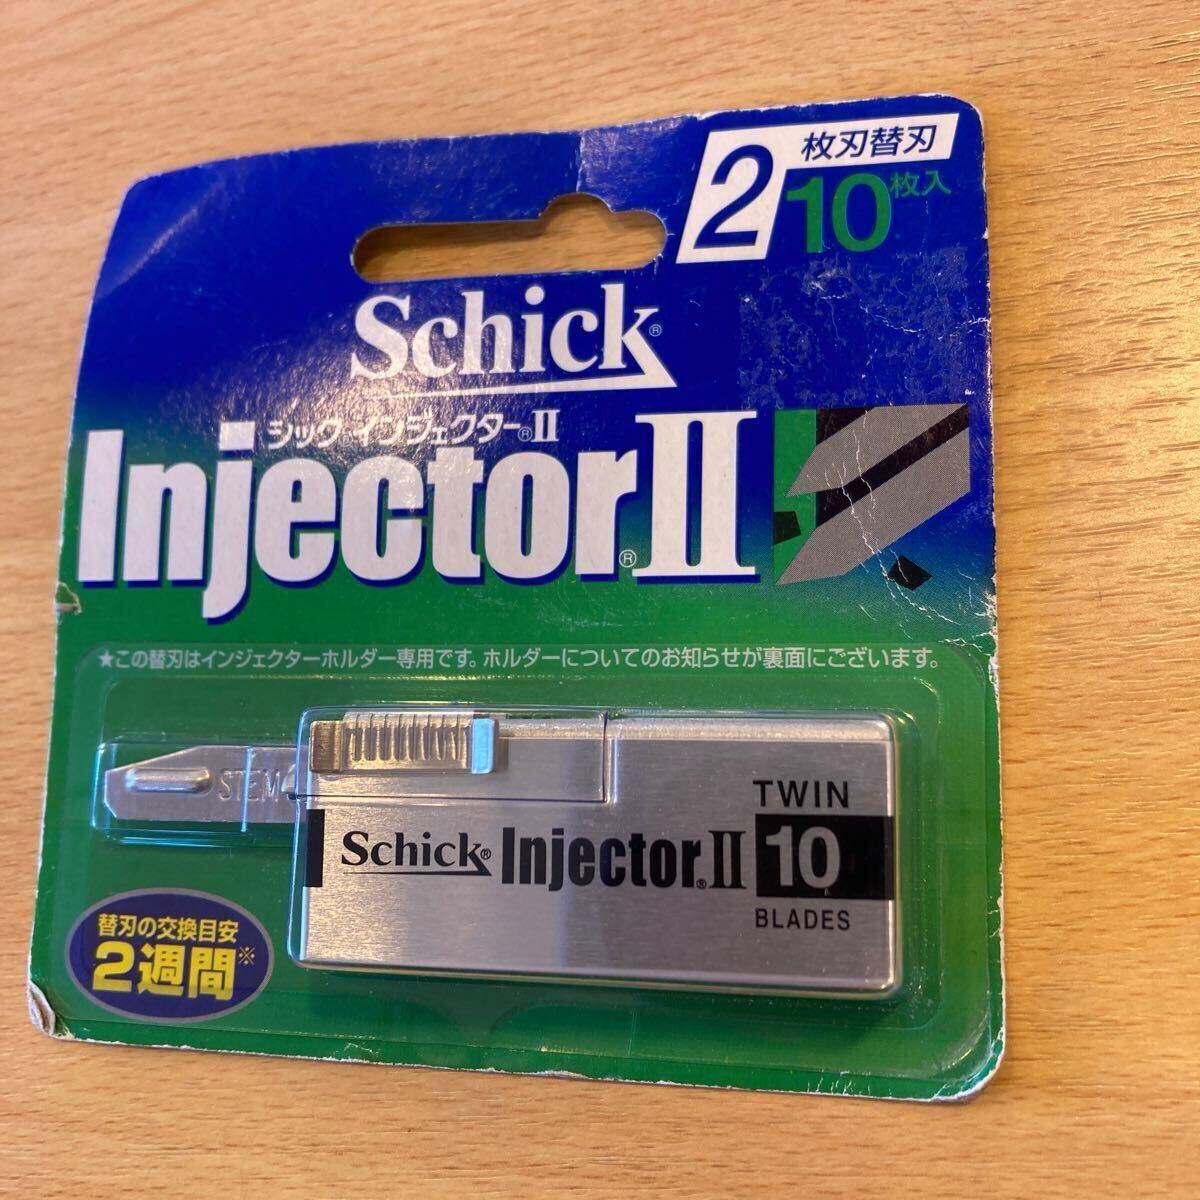 2枚刃替刃
10枚入
Schick®
シック®インジェクター®II
Injector®II
★この替刃はインジェクターホルダー専用です。ホルダーについてのお知らせが裏面にございます。
STEM
TWIN
Schick® Injector®II 10
BLADES
替刃の交換目安
2週間※